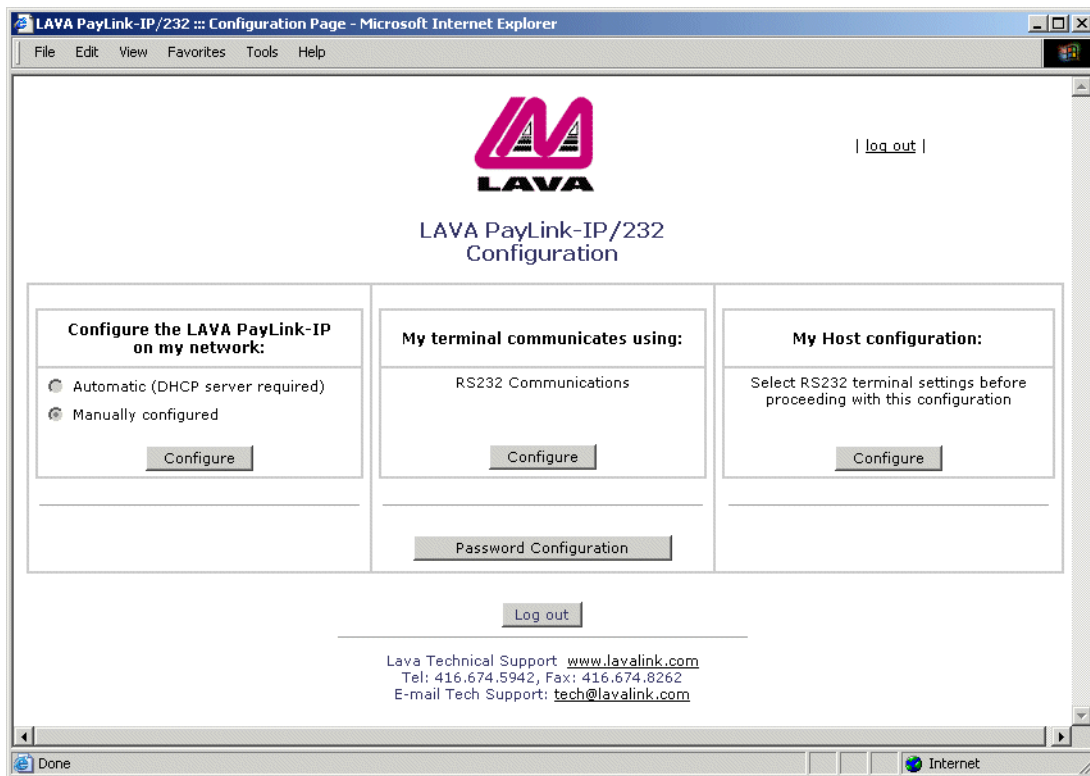 LAVA PayLink-IP/232 ::: Configuration Page - Microsoft Internet Explorer
File Edit View Favorites Tools Help
LAVA
| log out |
LAVA PayLink-IP/232
Configuration
Configure the LAVA PayLink-IP
on my network:
Automatic (DHCP server required)
Manually configured
Configure
My terminal communicates using:
RS232 Communications
Configure
My Host configuration:
Select RS232 terminal settings before
proceeding with this configuration
Configure
Password Configuration
Log out
Lava Technical Support www.lavalink.com
Tel: 416.674.5942, Fax: 416.674.8262
E-mail Tech Support: tech@lavalink.com
Done
Internet